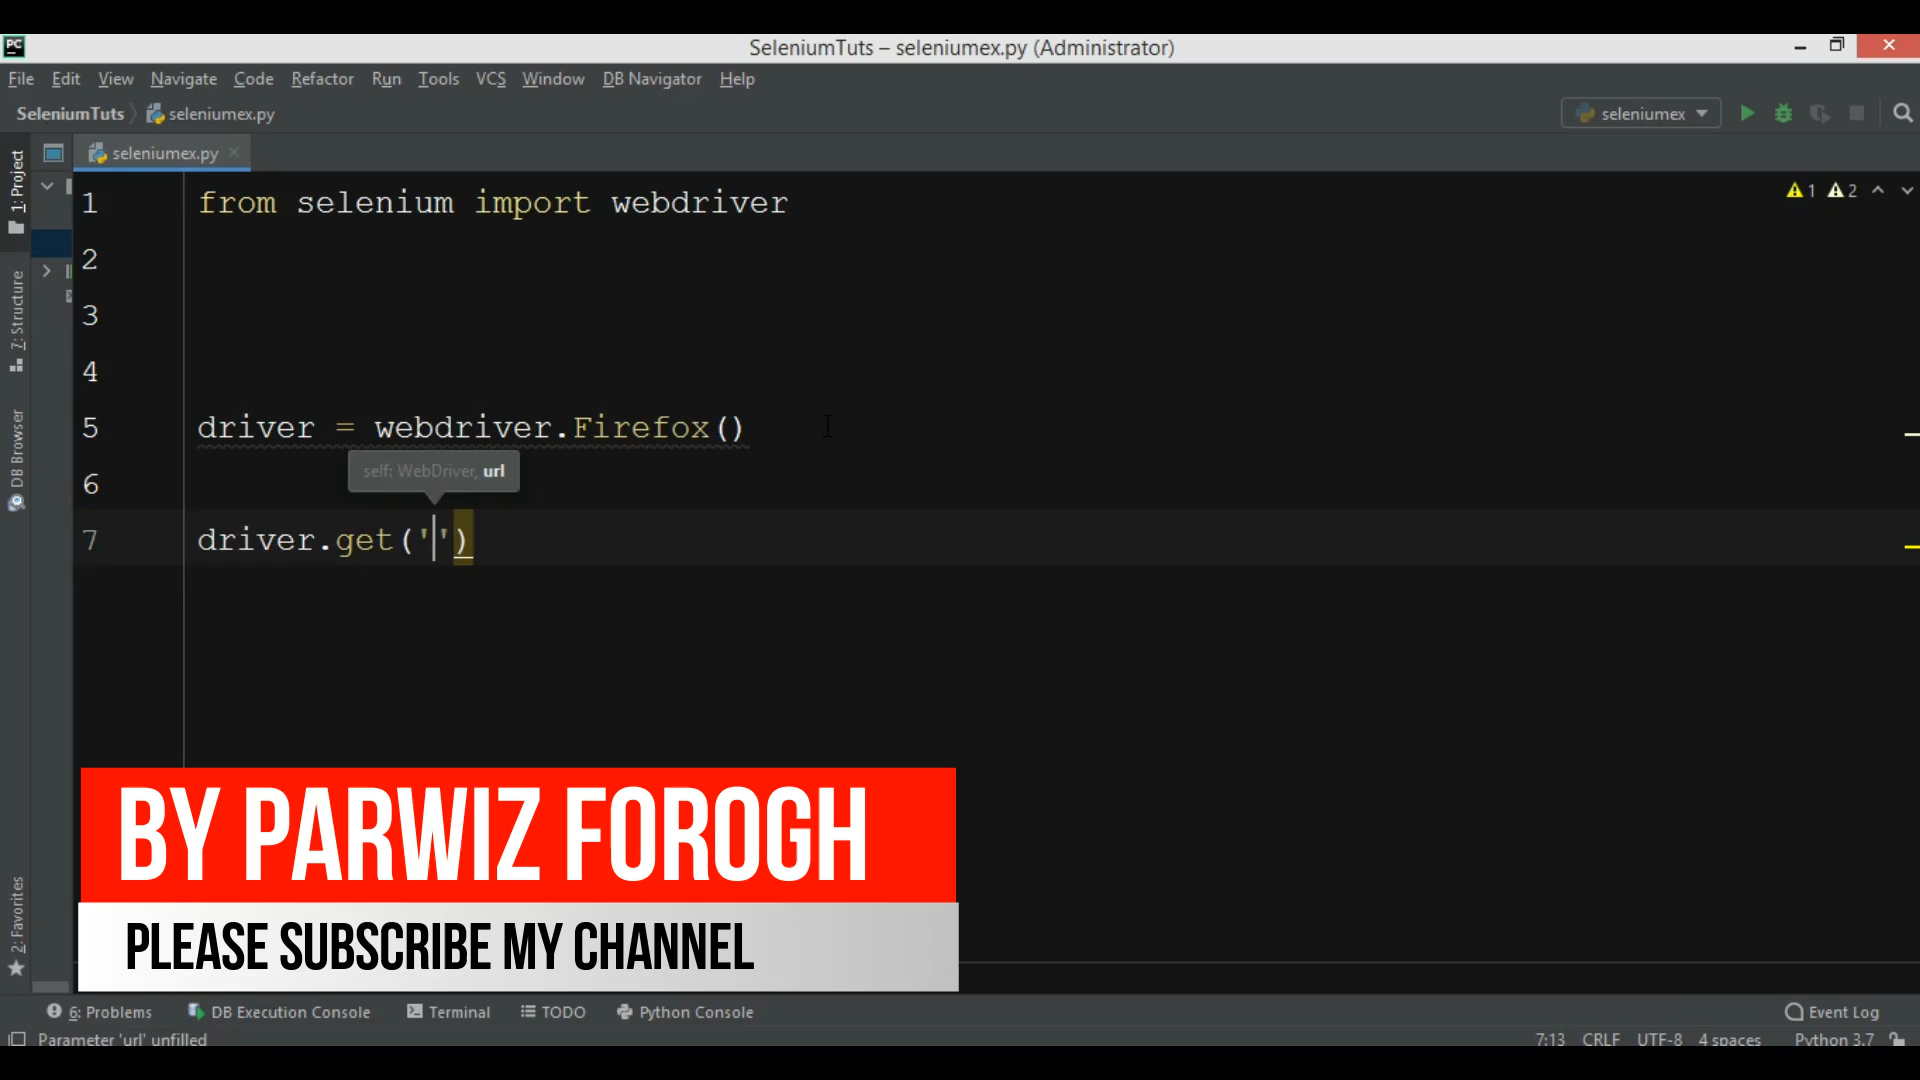 PC
SeleniumTuts – seleniumex.py (Administrator)
File Edit View Navigate Code Refactor Run Tools VCS Window DB Navigator Help
SeleniumTuts seleniumex.py seleniumex
seleniumex.py
1 from selenium import webdriver
1 2
2
3
4
5 driver = webdriver.Firefox()
self: WebDriver, url
6
7 driver.get('')
1: Project
7: Structure
DB Browser
2: Favorites
BY PARWIZ FOROGH
PLEASE SUBSCRIBE MY CHANNEL
6: Problems DB Execution Console Terminal TODO Python Console Event Log
Parameter 'url' unfilled 7:13 CRLF UTF-8 4 spaces Python 3.7